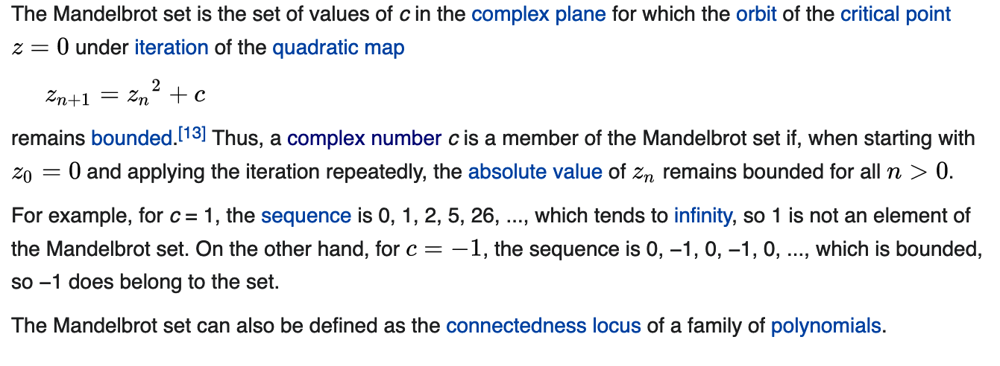 The Mandelbrot set is the set of values of c in the complex plane for which the orbit of the critical point
z = 0 under iteration of the quadratic map
zₙ₊₁ = zₙ² + c
remains bounded.[13] Thus, a complex number c is a member of the Mandelbrot set if, when starting with
z₀ = 0 and applying the iteration repeatedly, the absolute value of zₙ remains bounded for all n > 0.
For example, for c = 1, the sequence is 0, 1, 2, 5, 26, ..., which tends to infinity, so 1 is not an element of
the Mandelbrot set. On the other hand, for c = −1, the sequence is 0, −1, 0, −1, 0, ..., which is bounded,
so −1 does belong to the set.
The Mandelbrot set can also be defined as the connectedness locus of a family of polynomials.